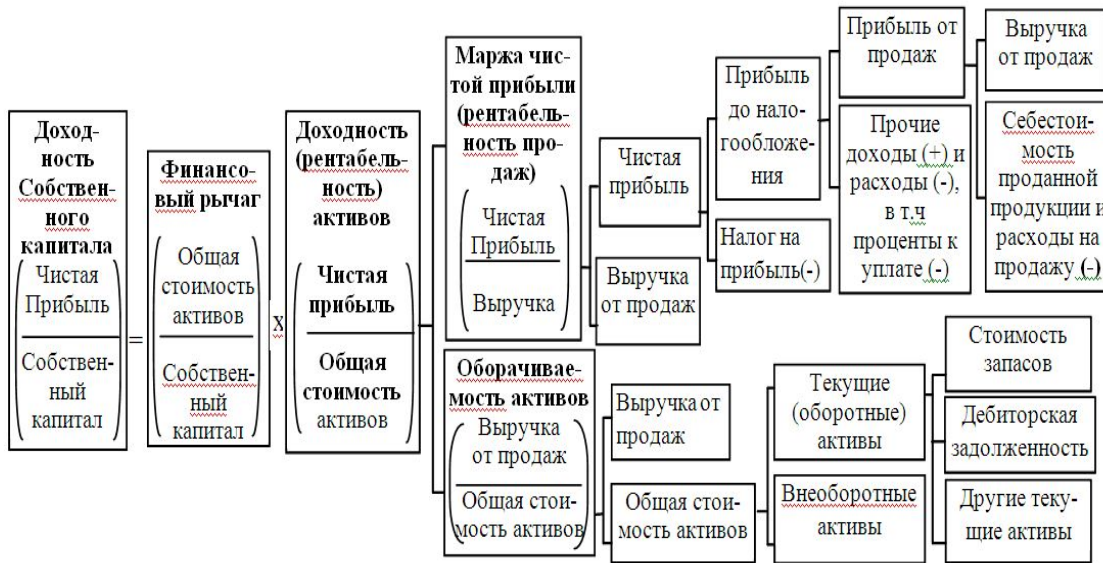 Доход-
ность
Собствен-
ного
капитала
Чистая
Прибыль
Собствен-
ный
капитал
=
Финансо-
вый рычаг
Общая
стоимость
активов
Собствен-
ный
капитал
х
Доходность
(рентабель-
ность)
активов
Чистая
прибыль
Общая
стоимость
активов
Маржа чис-
той прибыли
(рентабель-
ность про-
даж)
Чистая
Прибыль
Выручка
Чистая
прибыль
Выручка
от продаж
Прибыль
до нало-
гообложе-
ния
Налог на
прибыль(-)
Прибыль от
продаж
Прочие
доходы (+) и
расходы (-),
в т.ч
проценты к
уплате (-)
Выручка
от продаж
Себестои-
мость
проданной
продукции и
расходы на
продажу (-)
Оборачивае-
мость активов
Выручка
от продаж
Общая стои-
мость активов
Выручка от
продаж
Общая стои-
мость активов
Текущие
(оборотные)
активы
Внеоборотные
активы
Стоимость
запасов
Дебиторская
задолженность
Другие теку-
щие активы